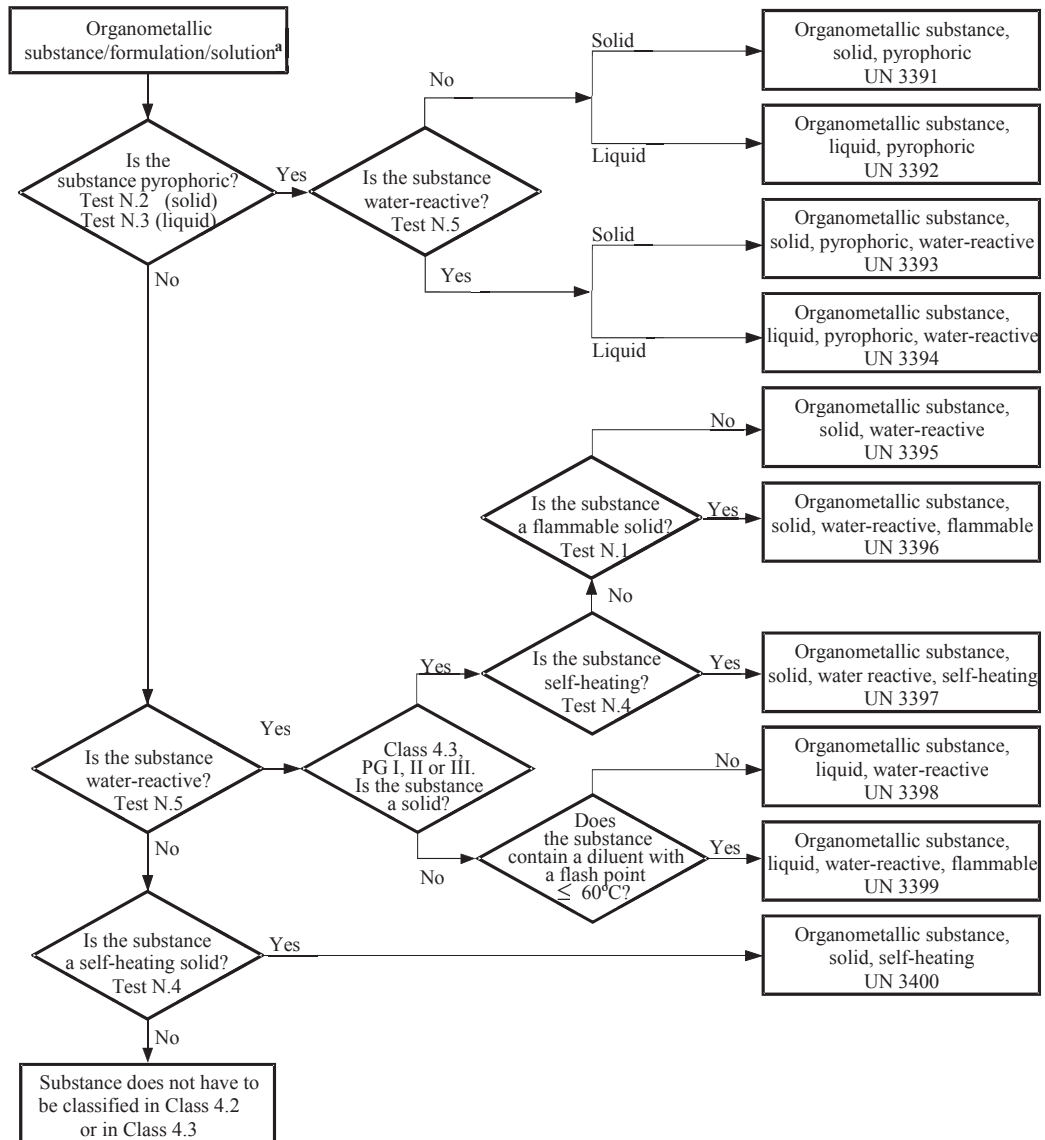 Organometallic
substance/formulation/solutionᵃ
Is the
substance pyrophoric?
Test N.2 (solid)
Test N.3 (liquid)
Yes
No
Is the substance
water-reactive?
Test N.5
No
Yes
Solid
Liquid
Organometallic substance,
solid, pyrophoric
UN 3391
Organometallic substance,
liquid, pyrophoric
UN 3392
Solid
Liquid
Organometallic substance,
solid, pyrophoric, water-reactive
UN 3393
Organometallic substance,
liquid, pyrophoric, water-reactive
UN 3394
No
Organometallic substance,
solid, water-reactive
UN 3395
Is the substance
a flammable solid?
Test N.1
Yes
Organometallic substance,
solid, water-reactive, flammable
UN 3396
No
Yes
Is the substance
self-heating?
Test N.4
Yes
Organometallic substance,
solid, water reactive, self-heating
UN 3397
Is the substance
water-reactive?
Test N.5
Yes
Class 4.3,
PG I, II or III.
Is the substance
a solid?
No
No
Organometallic substance,
liquid, water-reactive
UN 3398
Does
the substance
contain a diluent with
a flash point
≤ 60°C?
Yes
Organometallic substance,
liquid, water-reactive, flammable
UN 3399
No
Is the substance
a self-heating solid?
Test N.4
Yes
Organometallic substance,
solid, self-heating
UN 3400
No
Substance does not have to
be classified in Class 4.2
or in Class 4.3